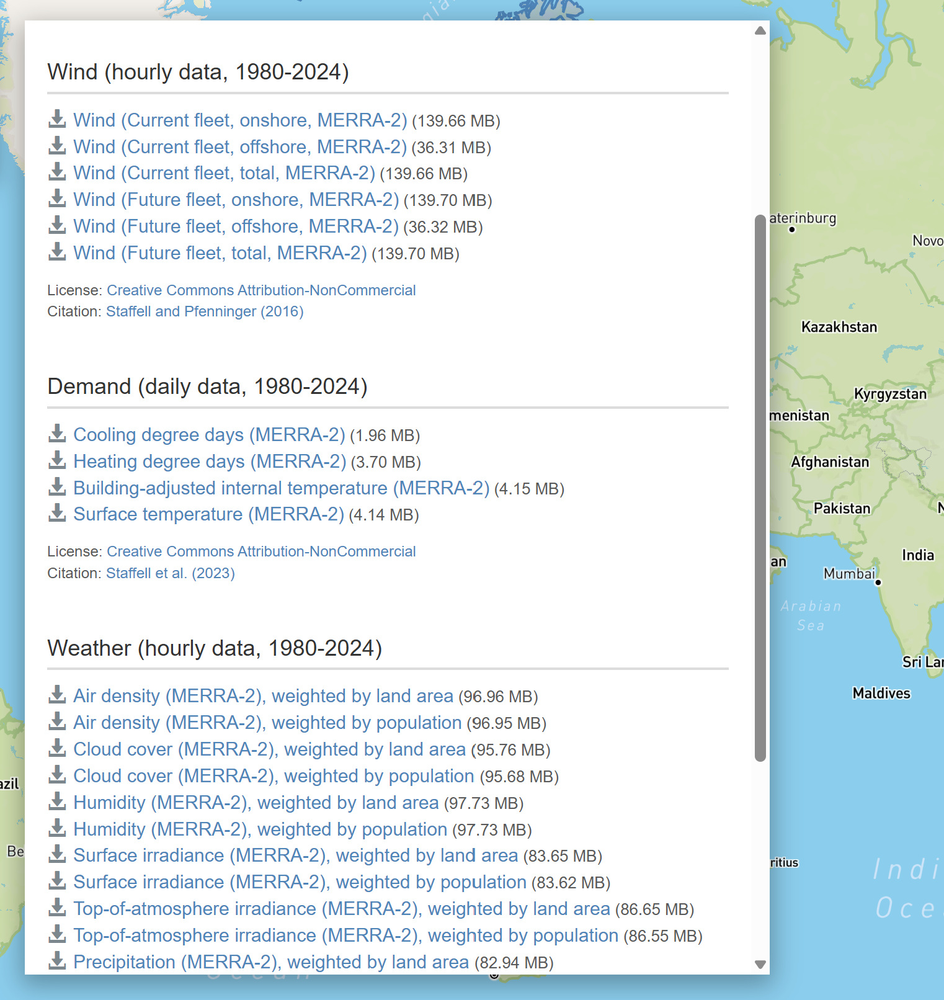 Wind (hourly data, 1980-2024)
Wind (Current fleet, onshore, MERRA-2) (139.66 MB)
Wind (Current fleet, offshore, MERRA-2) (36.31 MB)
Wind (Current fleet, total, MERRA-2) (139.66 MB)
Wind (Future fleet, onshore, MERRA-2) (139.70 MB)
Wind (Future fleet, offshore, MERRA-2) (36.32 MB)
Wind (Future fleet, total, MERRA-2) (139.70 MB)
License: Creative Commons Attribution-NonCommercial
Citation: Staffell and Pfenninger (2016)
Demand (daily data, 1980-2024)
Cooling degree days (MERRA-2) (1.96 MB)
Heating degree days (MERRA-2) (3.70 MB)
Building-adjusted internal temperature (MERRA-2) (4.15 MB)
Surface temperature (MERRA-2) (4.14 MB)
License: Creative Commons Attribution-NonCommercial
Citation: Staffell et al. (2023)
Weather (hourly data, 1980-2024)
Air density (MERRA-2), weighted by land area (96.96 MB)
Air density (MERRA-2), weighted by population (96.95 MB)
Cloud cover (MERRA-2), weighted by land area (95.76 MB)
Cloud cover (MERRA-2), weighted by population (95.68 MB)
Humidity (MERRA-2), weighted by land area (97.73 MB)
Humidity (MERRA-2), weighted by population (97.73 MB)
Surface irradiance (MERRA-2), weighted by land area (83.65 MB)
Surface irradiance (MERRA-2), weighted by population (83.62 MB)
Top-of-atmosphere irradiance (MERRA-2), weighted by land area (86.65 MB)
Top-of-atmosphere irradiance (MERRA-2), weighted by population (86.55 MB)
Precipitation (MERRA-2), weighted by land area (82.94 MB)
aterinburg
Novo
Kazakhstan
Kyrgyzstan
menistan
Afghanistan
Pakistan
N
India
an
Mumbai
Arabian
Sea
Sri Lan
Maldives
azil
Be
ritius
Indi
Oce